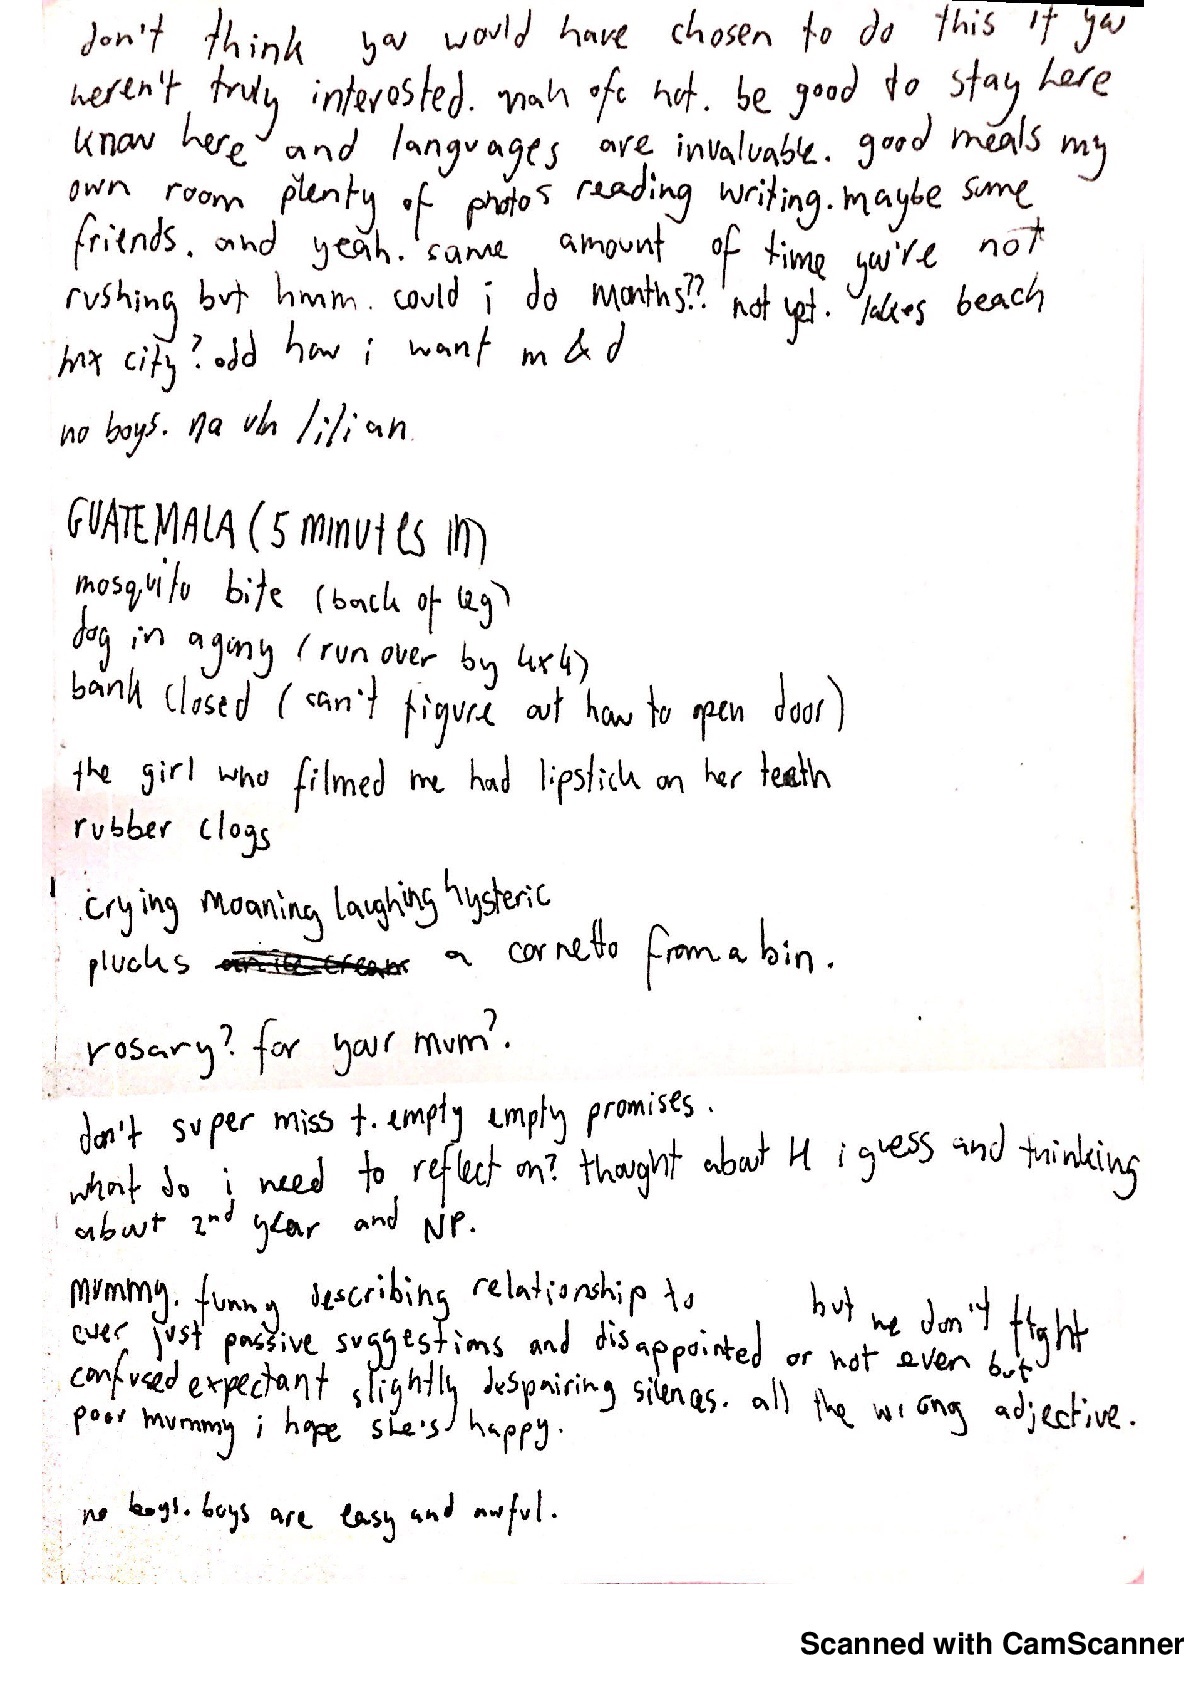 don't think you would have chosen to do this if you
weren't truly interested. nah ofc not. be good to stay here
know here and languages are invaluable. good meals my
own room plenty of photos reading writing. maybe some
friends. and yeah. same amount of time you're not
rushing but hmm. could i do months?? not yet. lakes beach
mx city? odd how i want m & d
no boys. na uh lilian.
GUATEMALA (5 minutes in)
mosquito bite (back of leg)
dog in agony (run over by 4x4)
bank closed (can't figure out how to open door)
the girl who filmed me had lipstick on her teeth
rubber clogs
crying moaning laughing hysteric
plucks an ice cream a cornetto from a bin.
rosary? for your mum?
don't super miss t. empty empty promises.
what do i need to reflect on? thought about H i guess and thinking
about 2nd year and NP.
mummy. funny describing relationship to but we don't fight
ever just passive suggestions and disappointed or not even but
confused expectant slightly despairing silences. all the wrong adjective.
poor mummy i hope she's happy.
no boys. boys are easy and awful.
Scanned with CamScanner